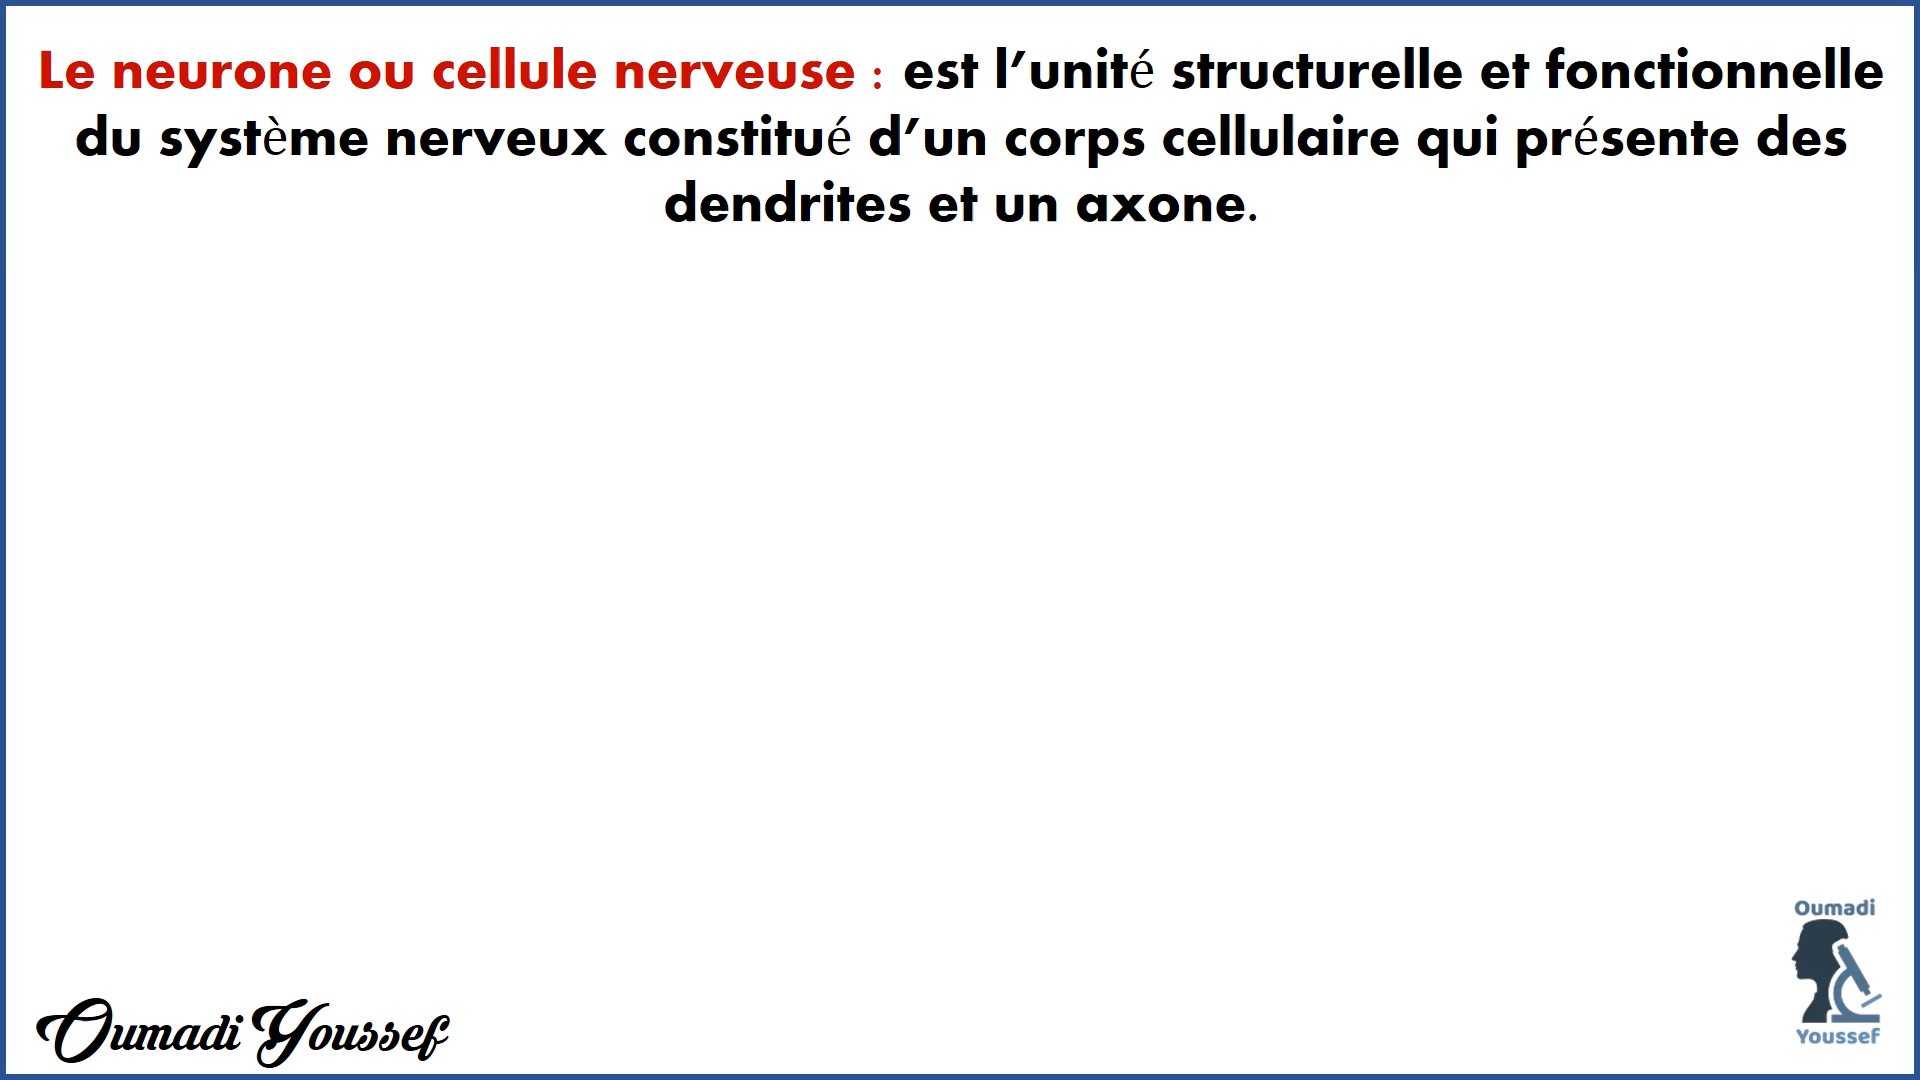 Le neurone ou cellule nerveuse : est l’unité structurelle et fonctionnelle
du système nerveux constitué d’un corps cellulaire qui présente des
dendrites et un axone.
Oumadi
Youssef
Oumadi Youssef